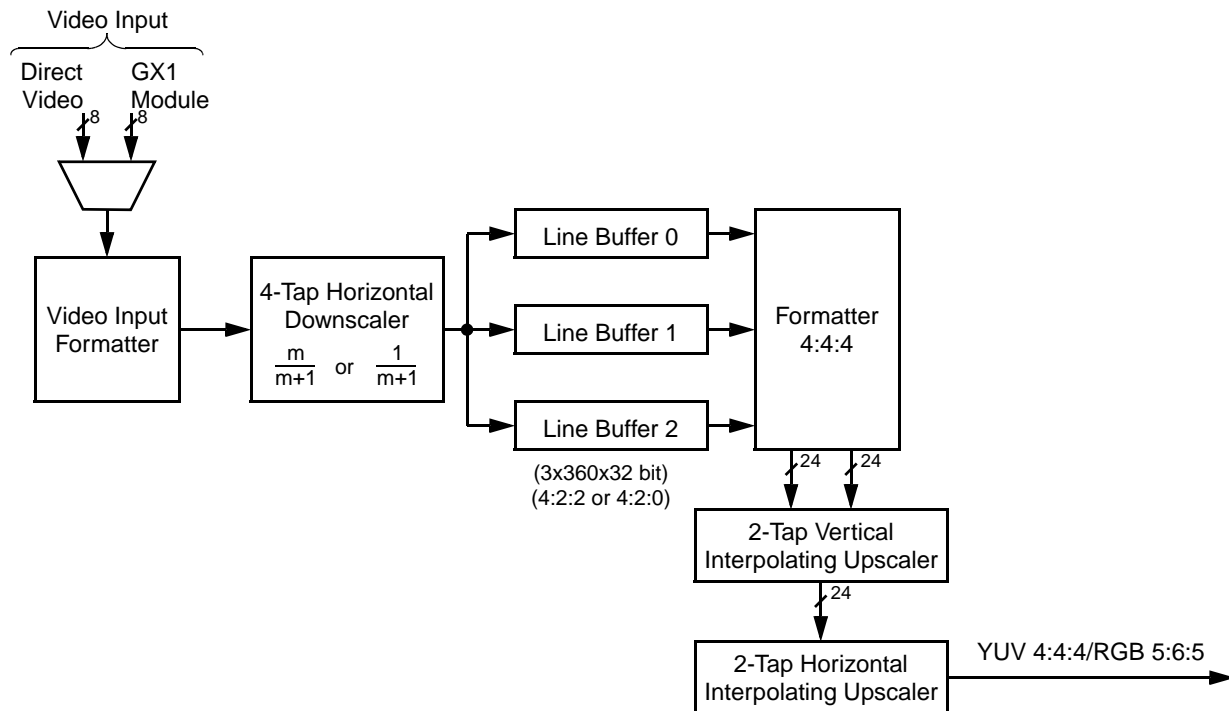 Video Input
Direct
Video
GX1
Module
8
8
Video Input
Formatter
4-Tap Horizontal
Downscaler
m
m+1
or
1
m+1
Line Buffer 0
Line Buffer 1
Line Buffer 2
(3x360x32 bit)
(4:2:2 or 4:2:0)
Formatter
4:4:4
24
24
2-Tap Vertical
Interpolating Upscaler
24
2-Tap Horizontal
Interpolating Upscaler
YUV 4:4:4/RGB 5:6:5